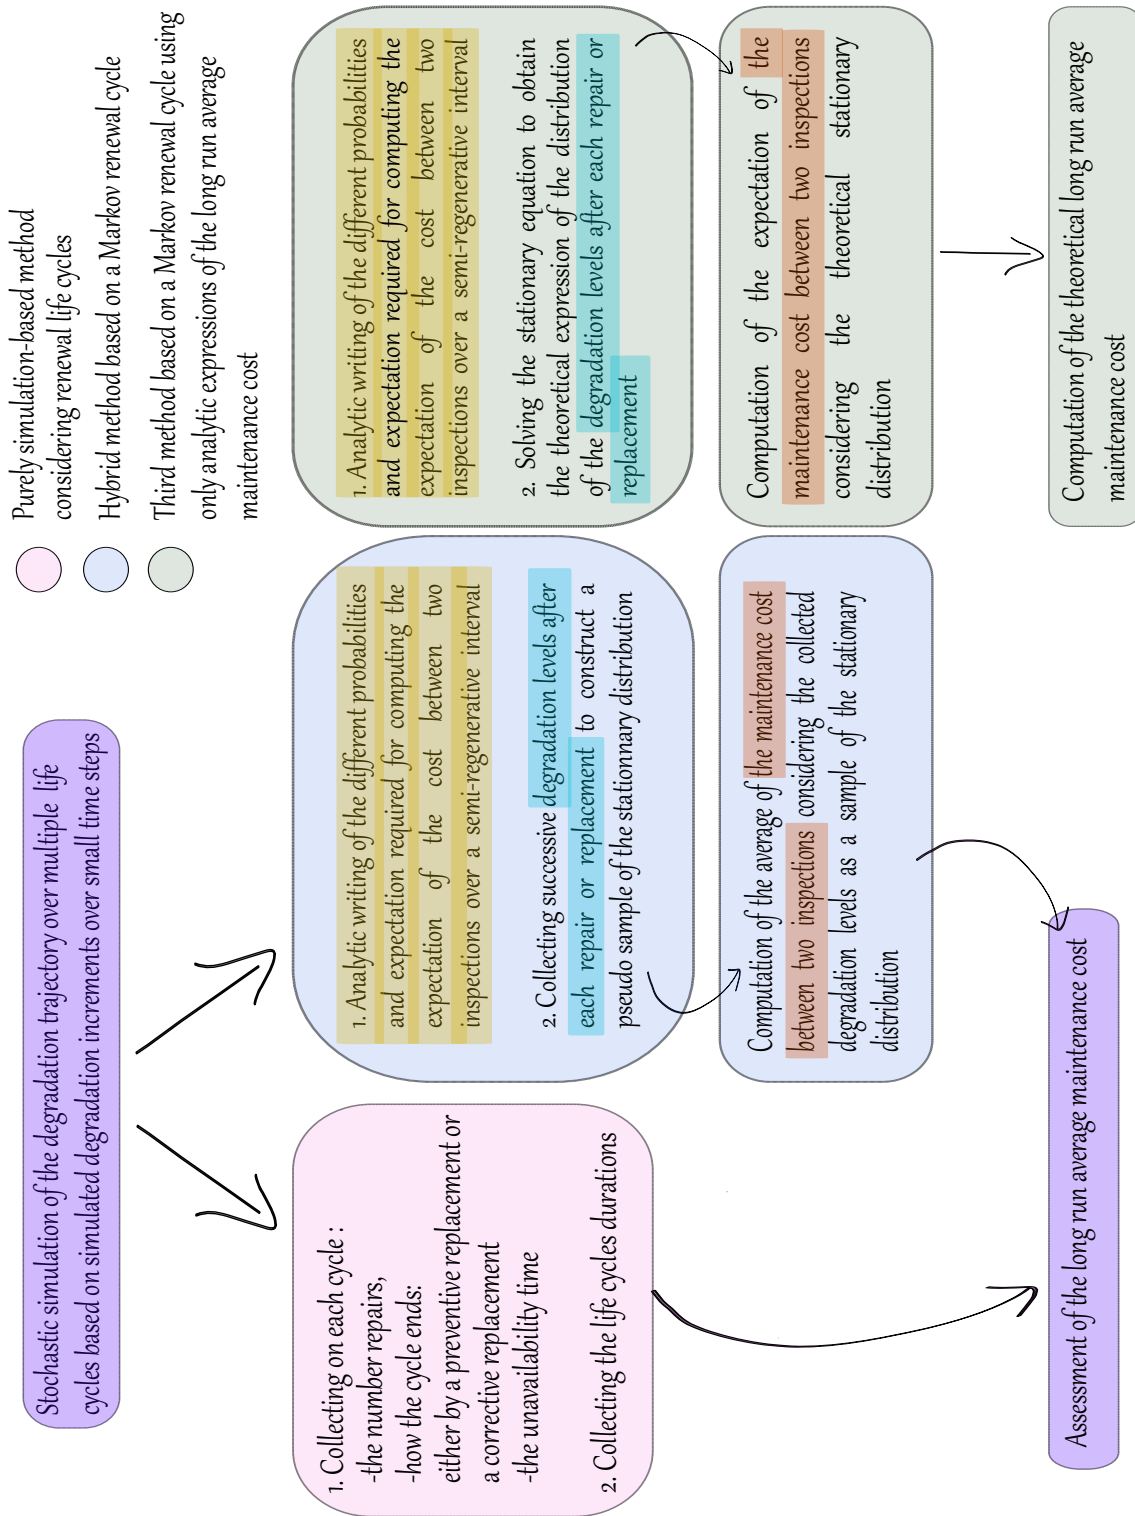 Stochastic simulation of the degradation trajectory over multiple life
cycles based on simulated degradation increments over small time steps
Purely simulation-based method
considering renewal life cycles
Hybrid method based on a Markov renewal cycle
Third method based on a Markov renewal cycle using
only analytic expressions of the long run average
maintenance cost
1. Collecting on each cycle :
-the number repairs,
-how the cycle ends:
either by a preventive replacement or
a corrective replacement
-the unavailability time
2. Collecting the life cycles durations
1. Analytic writing of the different probabilities
and expectation required for computing the
expectation of the cost between two
inspections over a semi-regenerative interval
2. Collecting successive degradation levels after
each repair or replacement to construct a
pseudo sample of the stationnary distribution
1. Analytic writing of the different probabilities
and expectation required for computing the
expectation of the cost between two
inspections over a semi-regenerative interval
2. Solving the stationary equation to obtain
the theoretical expression of the distribution
of the degradation levels after each repair or
replacement
Computation of the average of the maintenance cost
between two inspections considering the collected
degradation levels as a sample of the stationary
distribution
Computation of the expectation of the
maintenance cost between two inspections
considering the theoretical stationary
distribution
Assessment of the long run average maintenance cost
Computation of the theoretical long run average
maintenance cost